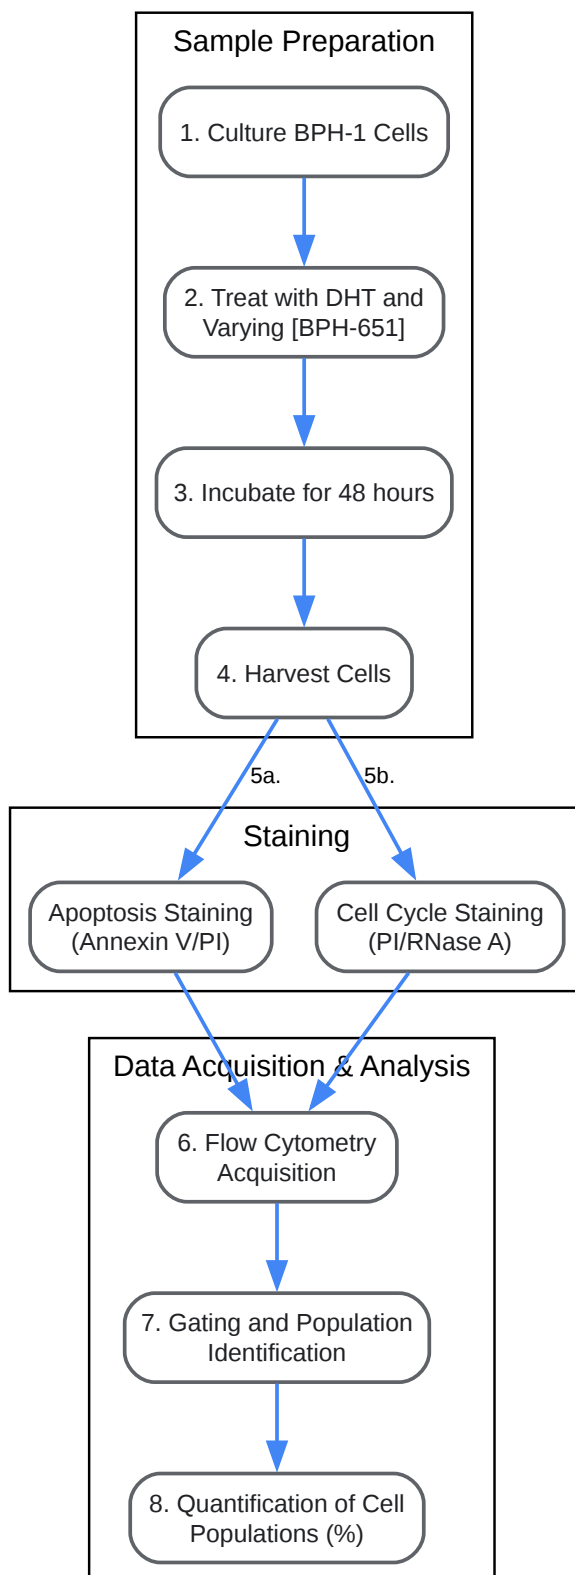 Sample Preparation
1. Culture BPH-1 Cells
2. Treat with DHT and
Varying [BPH-651]
3. Incubate for 48 hours
4. Harvest Cells
5a.
5b.
Staining
Apoptosis Staining
(Annexin V/PI)
Cell Cycle Staining
(PI/RNase A)
Data Acquisition & Analysis
6. Flow Cytometry
Acquisition
7. Gating and Population
Identification
8. Quantification of Cell
Populations (%)